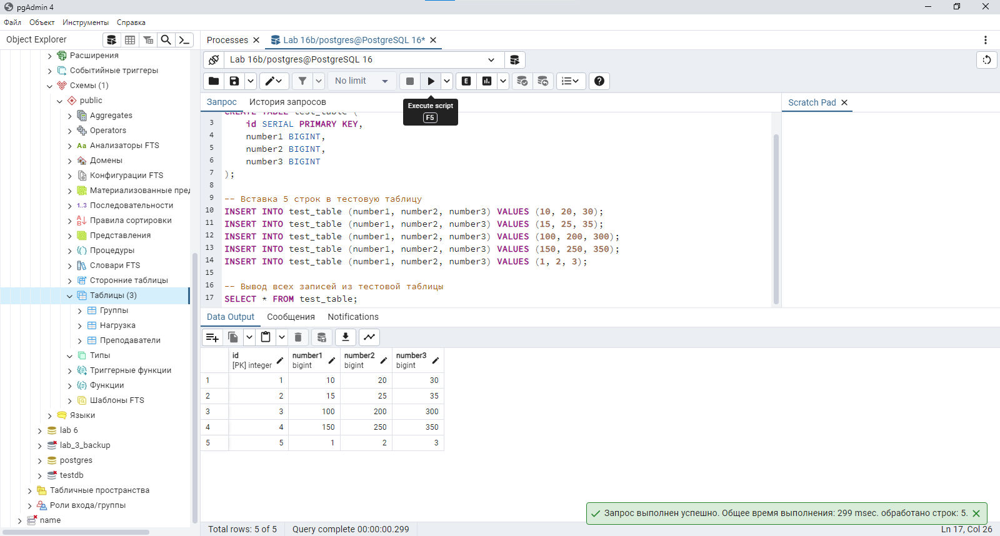 pgAdmin 4
Файл Объект Инструменты Справка
Object Explorer
Расширения
Событийные триггеры
Схемы (1)
public
Aggregates
Operators
Анализаторы FTS
Домены
Конфигурации FTS
Материализованные пред
Последовательности
Правила сортировки
Представления
Процедуры
Словари FTS
Сторонние таблицы
Таблицы (3)
Группы
Нагрузка
Преподаватели
Типы
Триггерные функции
Функции
Шаблоны FTS
Языки
lab 6
lab_3_backup
postgres
testdb
Табличные пространства
Роли входа/группы
name
Processes
Lab 16b/postgres@PostgreSQL 16*
Lab 16b/postgres@PostgreSQL 16
No limit
Запрос История запросов
Execute script
F5
Scratch Pad
CREATE TABLE test_table (
3 id SERIAL PRIMARY KEY,
4 number1 BIGINT,
5 number2 BIGINT,
6 number3 BIGINT
7 );
8
9 -- Вставка 5 строк в тестовую таблицу
10 INSERT INTO test_table (number1, number2, number3) VALUES (10, 20, 30);
11 INSERT INTO test_table (number1, number2, number3) VALUES (15, 25, 35);
12 INSERT INTO test_table (number1, number2, number3) VALUES (100, 200, 300);
13 INSERT INTO test_table (number1, number2, number3) VALUES (150, 250, 350);
14 INSERT INTO test_table (number1, number2, number3) VALUES (1, 2, 3);
15
16 -- Вывод всех записей из тестовой таблицы
17 SELECT * FROM test_table;
Data Output Сообщения Notifications
id number1 number2 number3
[PK] integer bigint bigint bigint
1 1 10 20 30
2 2 15 25 35
3 3 100 200 300
4 4 150 250 350
5 5 1 2 3
Запрос выполнен успешно. Общее время выполнения: 299 msec. обработано строк: 5.
Total rows: 5 of 5 Query complete 00:00:00.299 Ln 17, Col 26